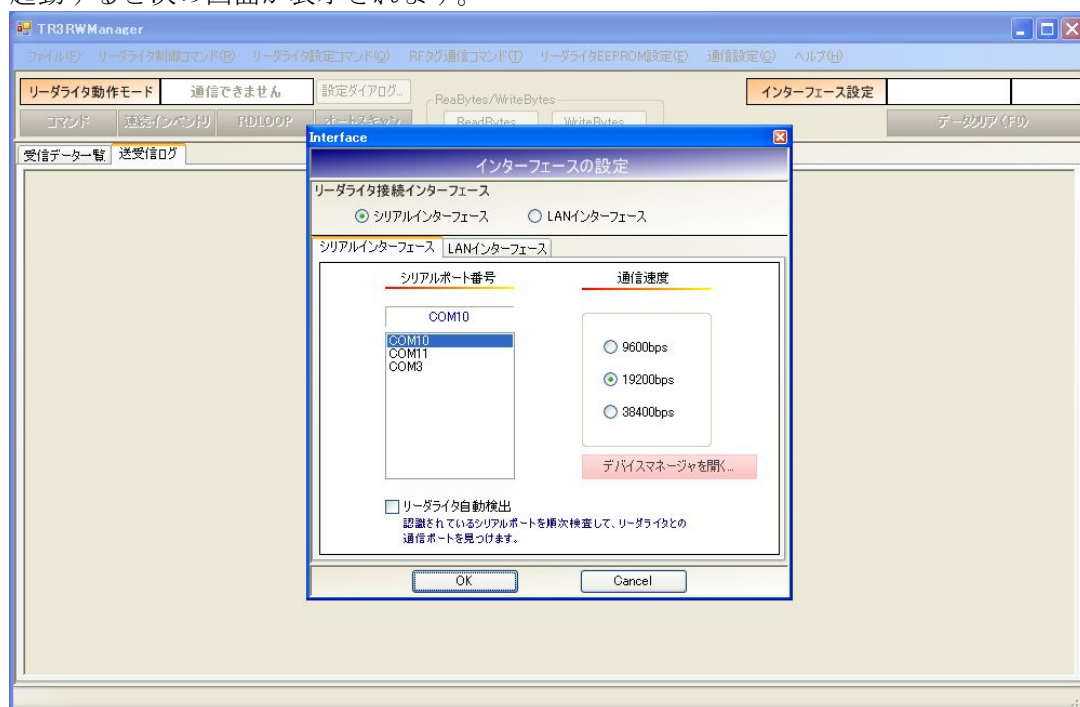 起動すると次の画面が表示されます。
TR3RWManager
ファイル(F) リーダライタ制御コマンド(R) リーダライタ設定コマンド(Q) RFタグ通信コマンド(T) リーダライタEEPROM設定(E) 通信設定(C) ヘルプ(H)
リーダライタ動作モード 通信できません 設定ダイアログ... ReaBytes/WriteBytes インターフェース設定
コマンド 連続インベントリ RDLOOP オートスキャン ReadBytes WriteBytes データクリア(F9)
受信データ一覧 送受信ログ
Interface
インターフェースの設定
リーダライタ接続インターフェース
シリアルインターフェース LANインターフェース
シリアルインターフェース LANインターフェース
シリアルポート番号 通信速度
COM10
COM10
COM11
COM3
9600bps
19200bps
38400bps
デバイスマネージャを開く...
リーダライタ自動検出
認識されているシリアルポートを順次検査して、リーダライタとの
通信ポートを見つけます。
OK Cancel